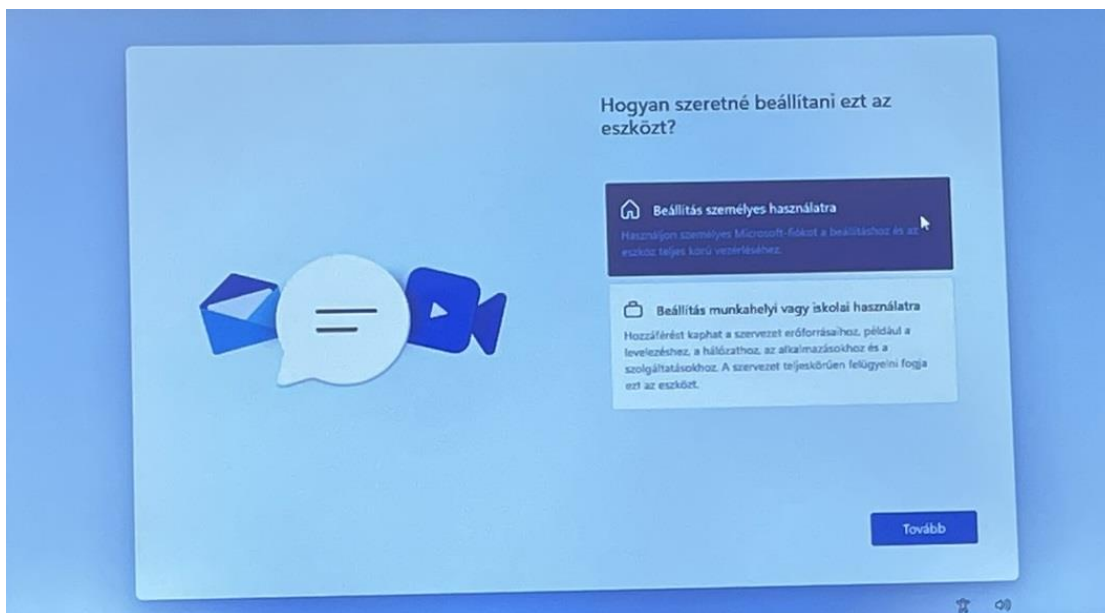 Hogyan szeretné beállítani ezt az
eszközt?
Beállítás személyes használatra
Használjon személyes Microsoft-fiókot a beállításhoz és az
eszköz teljes körű vezérléséhez.
Beállítás munkahelyi vagy iskolai használatra
Hozzáférést kaphat a szervezet erőforrásaihoz, például a
levelezéshez, a hálózathoz, az alkalmazásokhoz és a
szolgáltatásokhoz. A szervezet teljeskörűen felügyelni fogja
ezt az eszközt.
Tovább